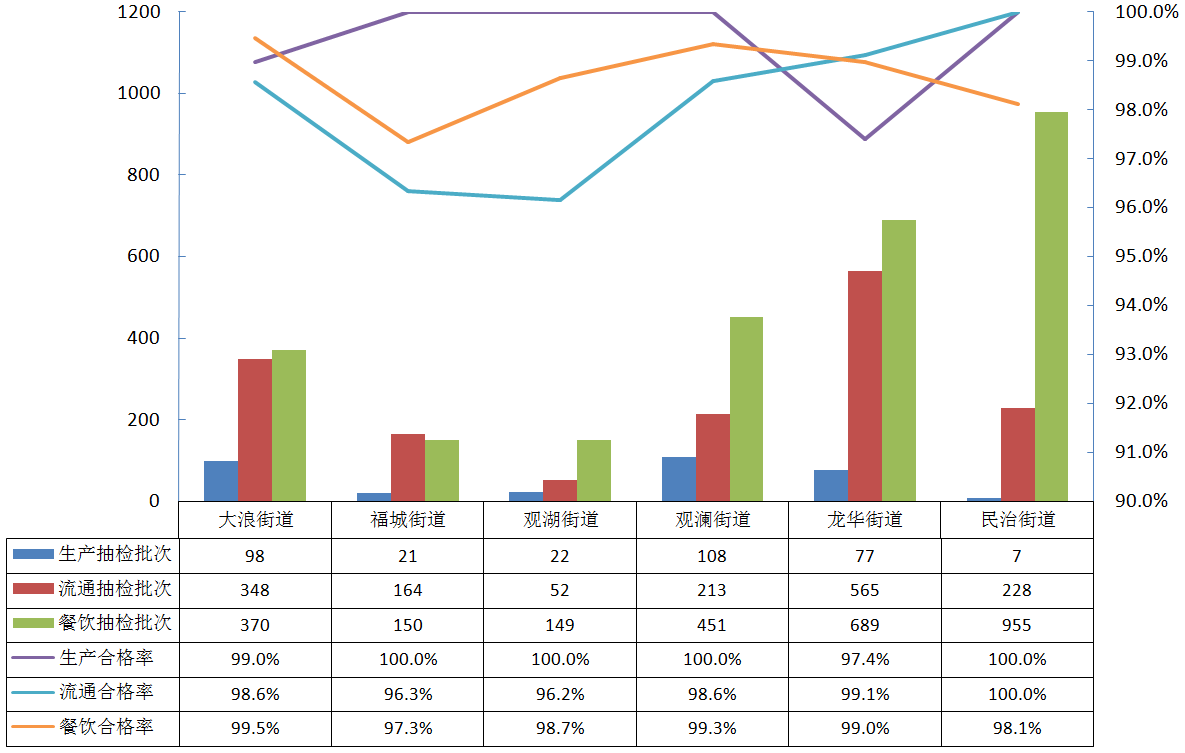 1200
1000
800
600
400
200
0
100.0%
99.0%
98.0%
97.0%
96.0%
95.0%
94.0%
93.0%
92.0%
91.0%
90.0%
大浪街道 福城街道 观湖街道 观澜街道 龙华街道 民治街道
生产抽检批次 98 21 22 108 77 7
流通抽检批次 348 164 52 213 565 228
餐饮抽检批次 370 150 149 451 689 955
生产合格率 99.0% 100.0% 100.0% 100.0% 97.4% 100.0%
流通合格率 98.6% 96.3% 96.2% 98.6% 99.1% 100.0%
餐饮合格率 99.5% 97.3% 98.7% 99.3% 99.0% 98.1%